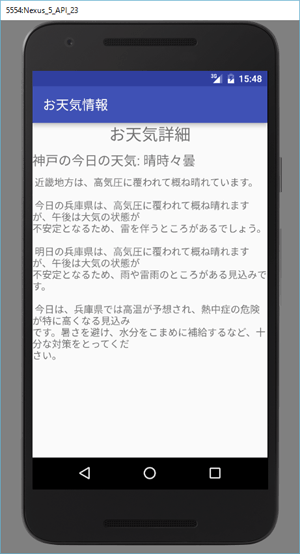 5554:Nexus_5_API_23
3G 15:48
お天気情報
お天気詳細
神戸の今日の天気: 晴時々曇
近畿地方は、高気圧に覆われて概ね晴れています。
今日の兵庫県は、高気圧に覆われて概ね晴れます
が、午後は大気の状態が
不安定となるため、雷を伴うところがあるでしょう。
明日の兵庫県は、高気圧に覆われて概ね晴れます
が、午後は大気の状態が
不安定となるため、雨や雷雨のところがある見込みで
す。
今日は、兵庫県では高温が予想され、熱中症の危険
が特に高くなる見込み
です。暑さを避け、水分をこまめに補給するなど、十
分な対策をとってくだ
さい。